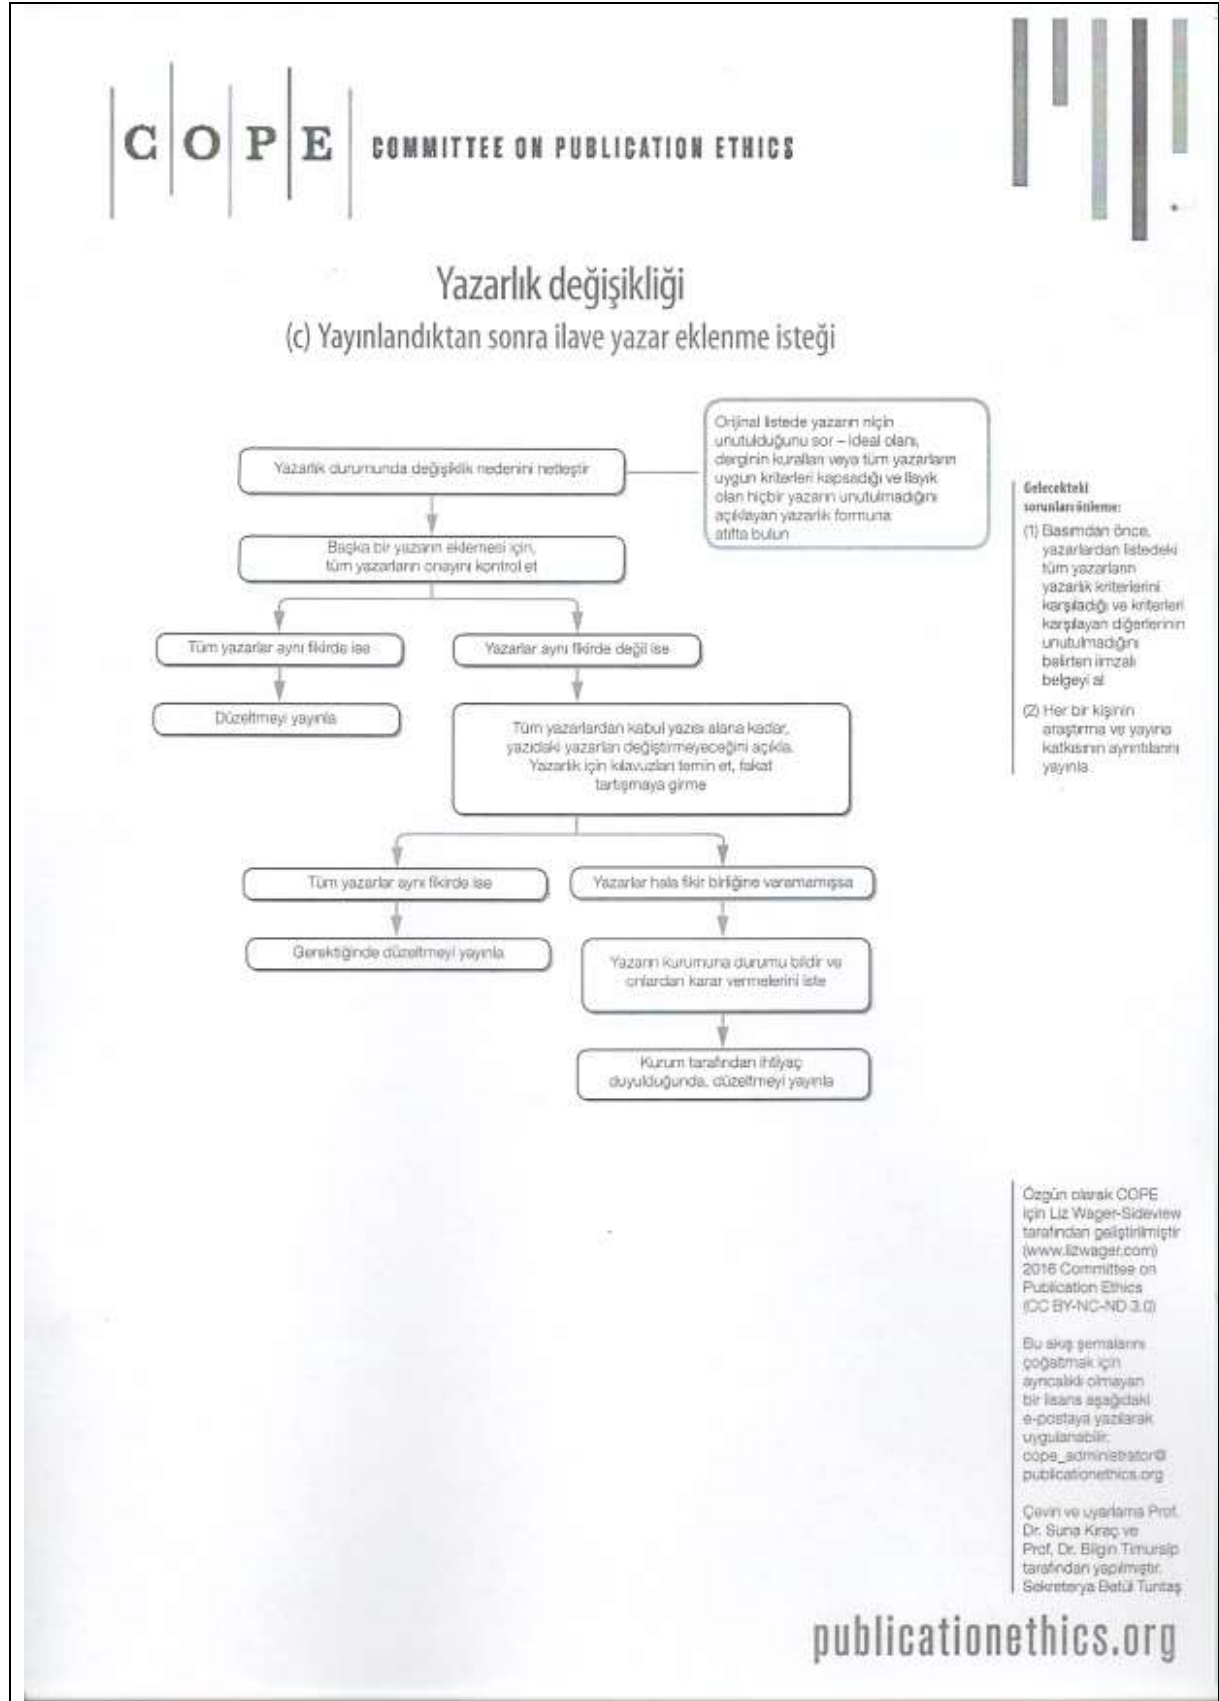 COPE COMMITTEE ON PUBLICATION ETHICS
Yazarlık değişikliği
(c) Yayınlandıktan sonra ilave yazar eklenme isteği
Yazarlık durumunda değişiklik nedenini netleştir
Orijinal listede yazarın niçin
unutulduğunu sor – ideal olanı,
derginin kuralları veya tüm yazarların
uygun kriterleri kapsadığı ve layık
olan hiçbir yazarın unutulmadığını
açıklayan yazarlık formuna
atıfta bulun
Başka bir yazarın eklemesi için,
tüm yazarların onayını kontrol et
Tüm yazarlar aynı fikirde ise
Yazarlar aynı fikirde değil ise
Düzeltmeyi yayınla
Tüm yazarlardan kabul yazısı alana kadar,
yazıdaki yazarları değiştirmeyeceğini açıkla.
Yazarlık için kılavuzları temin et, fakat
tartışmaya girme
Tüm yazarlar aynı fikirde ise
Yazarlar hala fikir birliğine varamamışsa
Gerektiğinde düzeltmeyi yayınla
Yazarın kurumuna durumu bildir ve
onlardan karar vermelerini iste
Kurum tarafından ihtiyaç
duyulduğunda, düzeltmeyi yayınla
Gelecekteki
sorunları önleme:
(1) Basımdan önce,
yazarlardan listedeki
tüm yazarların
yazarlık kriterlerini
karşıladığı ve kriterleri
karşılayan diğerlerinin
unutulmadığını
belirten imzalı
belgeyi al
(2) Her bir kişinin
araştırma ve yayına
katkısının ayrıntılarını
yayınla
Özgün olarak COPE
için Liz Wager-Sideview
tarafından geliştirilmiştir
(www.lizwager.com)
2016 Committee on
Publication Ethics
(CC BY-NC-ND 3.0)
Bu akış şemalarını
çoğaltmak için
ayrıcalıklı olmayan
bir lisans aşağıdaki
e-postaya yazılarak
uygulanabilir.
cope_administrator@
publicationethics.org
Çeviri ve uyarlama Prof.
Dr. Suna Kıraç ve
Prof, Dr. Bilgin Timuralp
tarafından yapılmıştır.
Sekreterya Betül Tuntaş
publicationethics.org